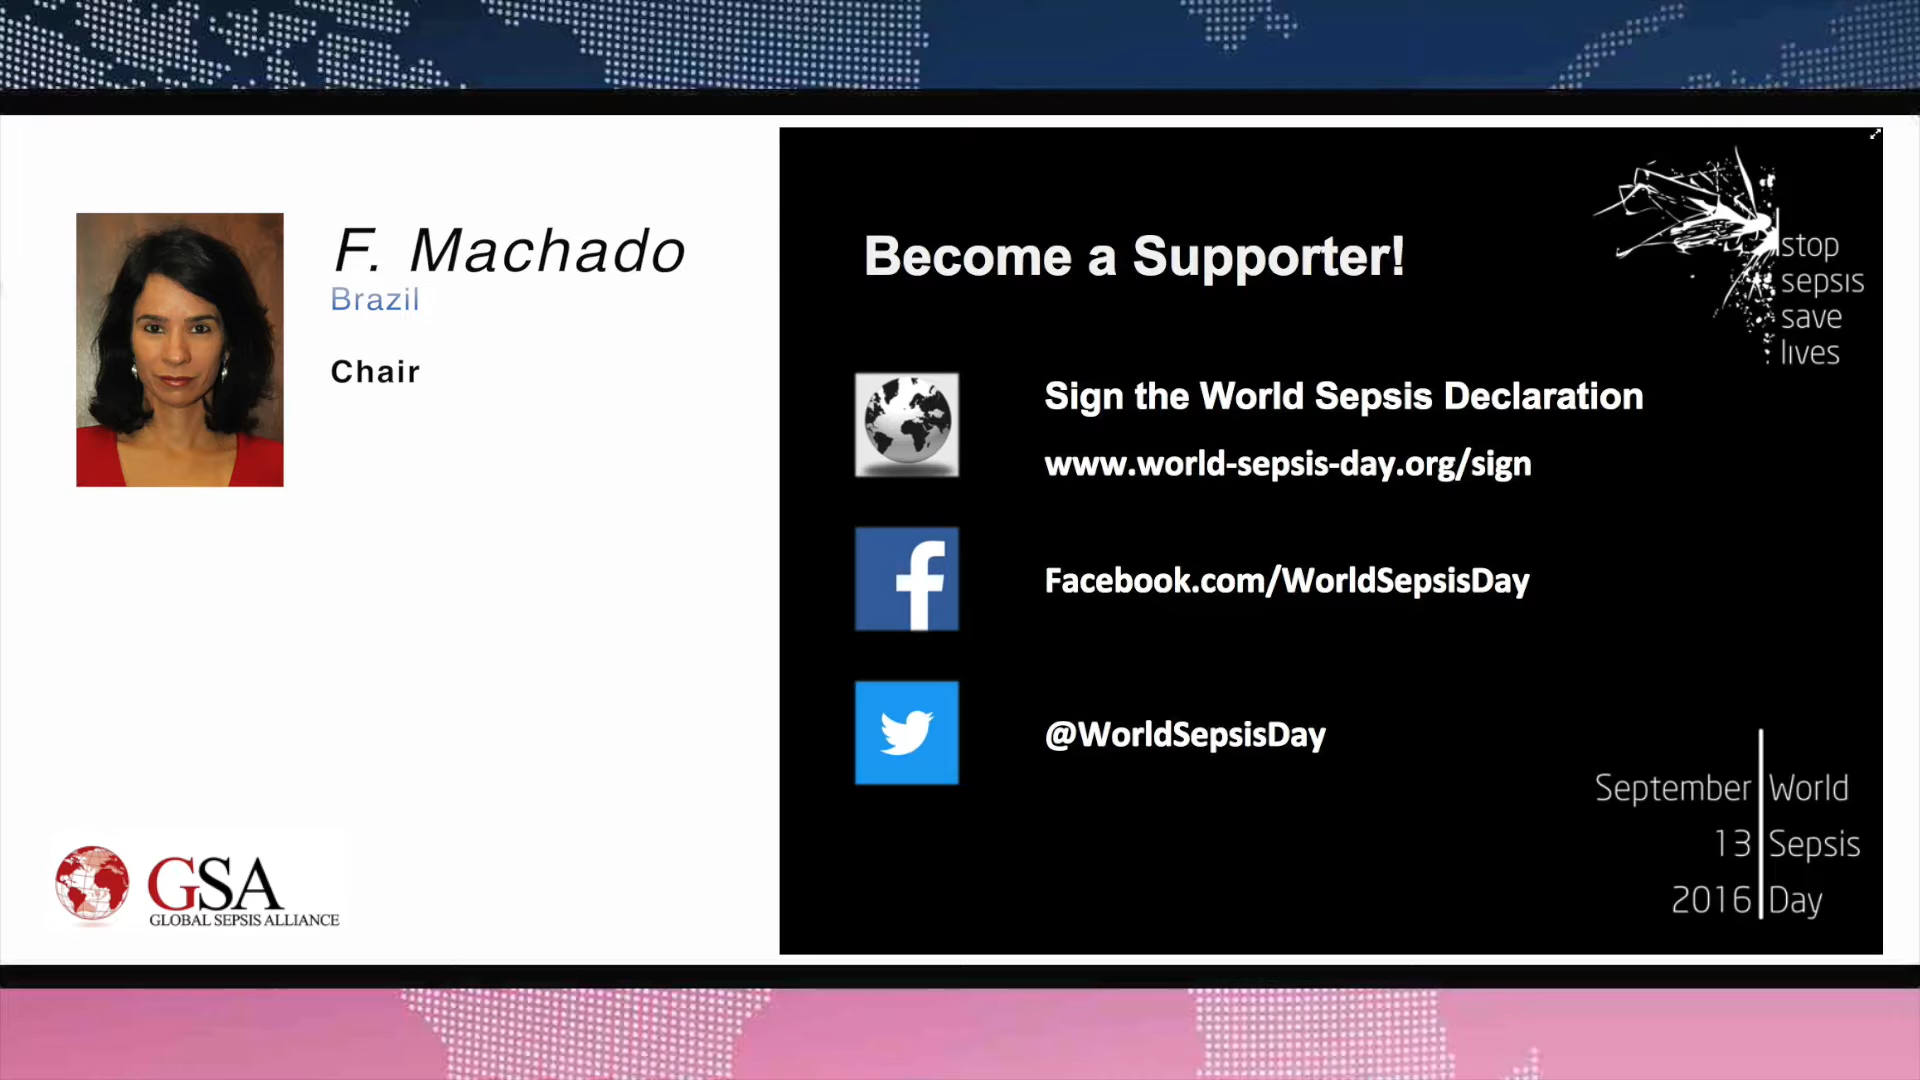 F. Machado
Brazil
Chair
GSA
GLOBAL SEPSIS ALLIANCE
Become a Supporter!
stop
sepsis
save
lives
Sign the World Sepsis Declaration
www.world-sepsis-day.org/sign
Facebook.com/WorldSepsisDay
@WorldSepsisDay
September World
13 Sepsis
2016 Day